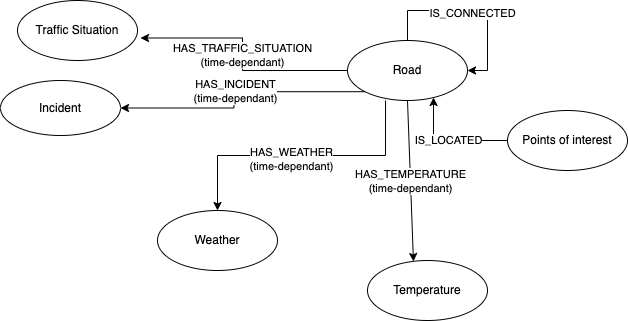 IS_CONNECTED
Traffic Situation
HAS_TRAFFIC_SITUATION
(time-dependant)
Road
HAS_INCIDENT
(time-dependant)
Incident
IS_LOCATED
Points of interest
HAS_WEATHER
(time-dependant)
HAS_TEMPERATURE
(time-dependant)
Weather
Temperature